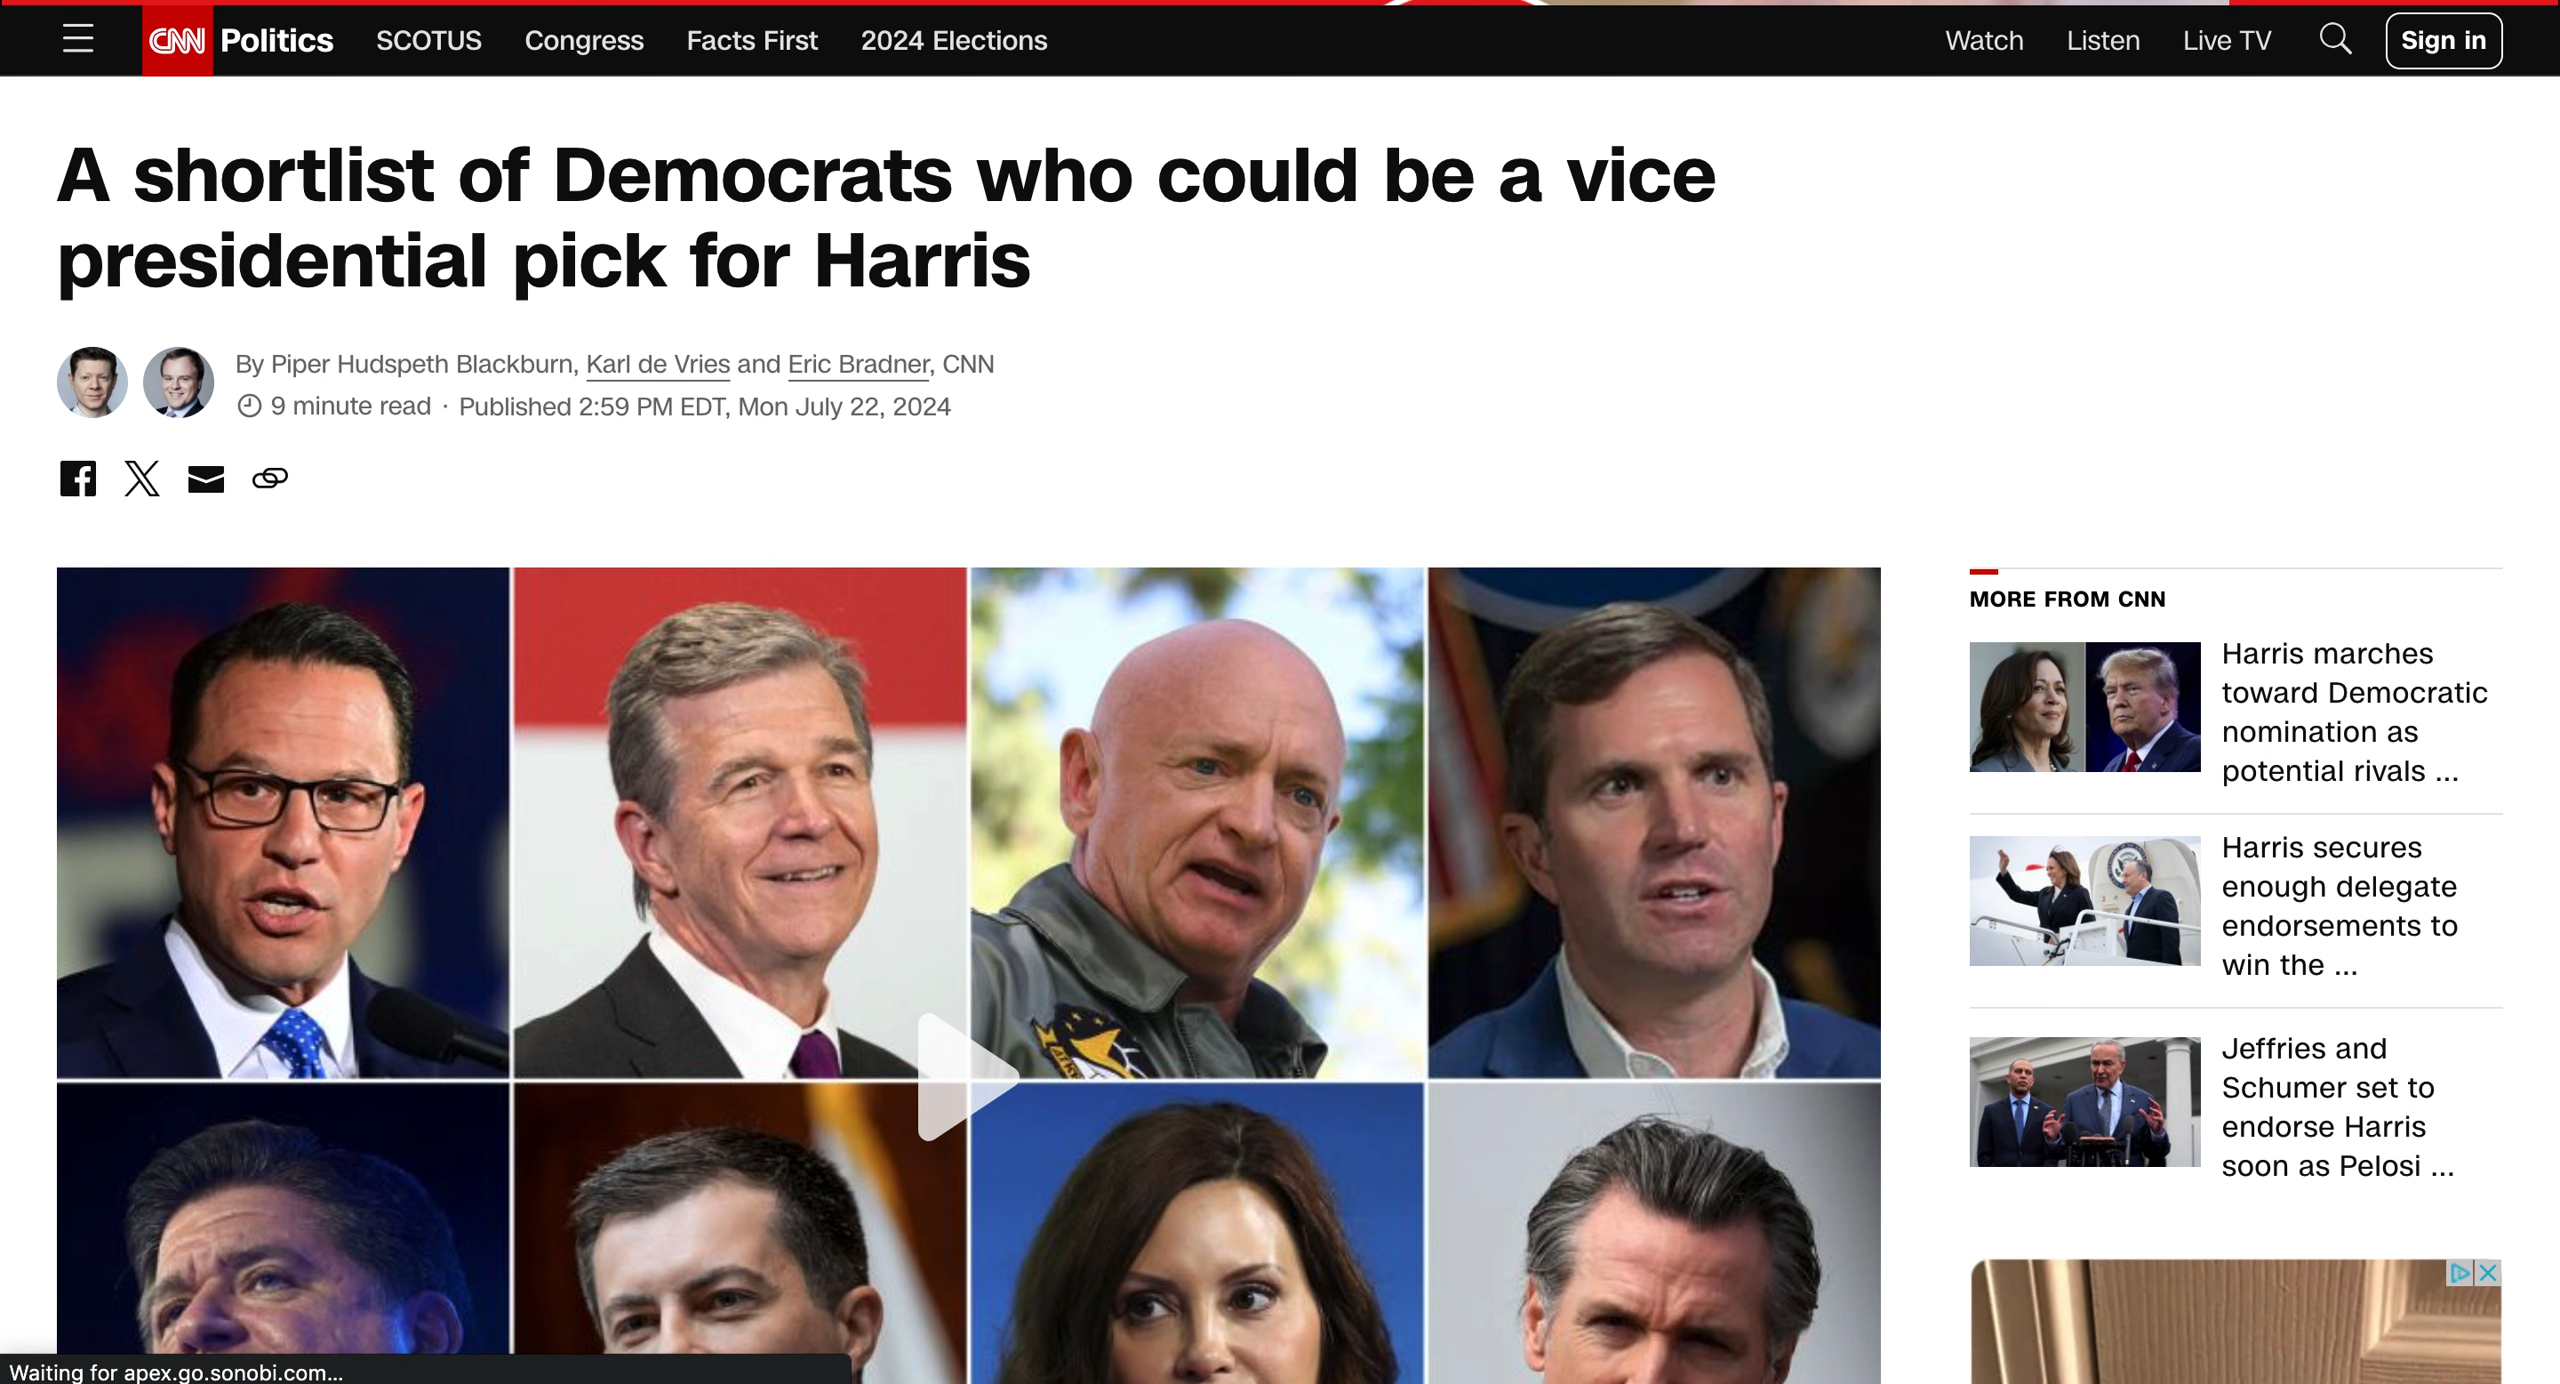 CNN Politics SCOTUS Congress Facts First 2024 Elections Watch Listen Live TV Sign in
A shortlist of Democrats who could be a vice
presidential pick for Harris
By Piper Hudspeth Blackburn, Karl de Vries and Eric Bradner, CNN
9 minute read · Published 2:59 PM EDT, Mon July 22, 2024
MORE FROM CNN
Harris marches
toward Democratic
nomination as
potential rivals ...
Harris secures
enough delegate
endorsements to
win the ...
Jeffries and
Schumer set to
endorse Harris
soon as Pelosi ...
Waiting for apex.go.sonobi.com...